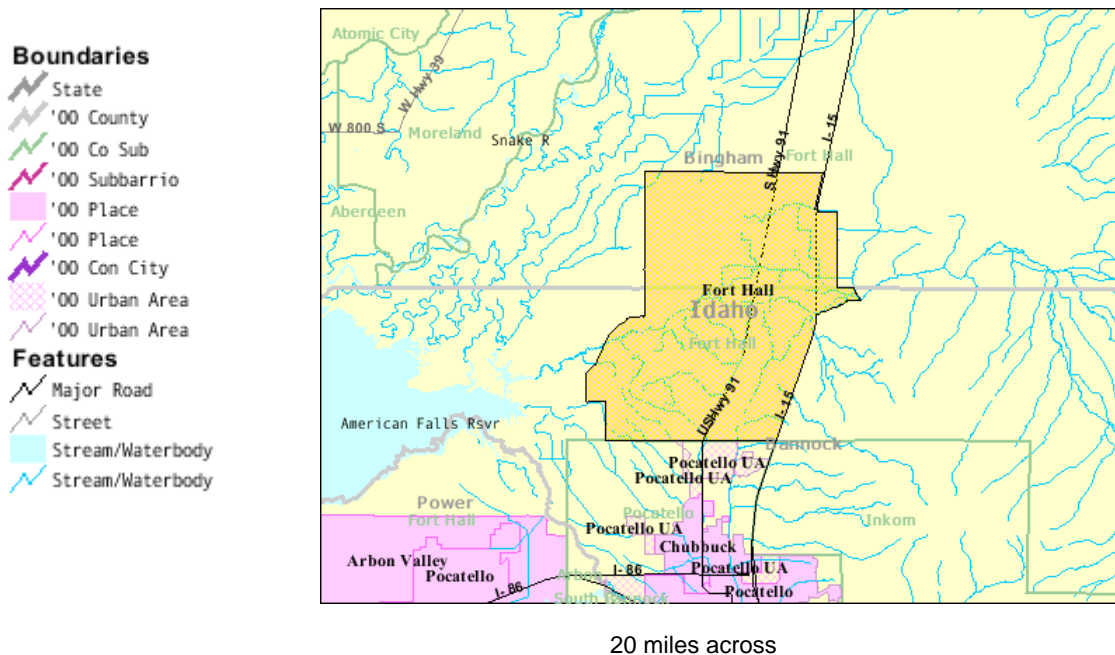 Boundaries
State
'00 County
'00 Co Sub
'00 Subbarrio
'00 Place
'00 Place
'00 Con City
'00 Urban Area
'00 Urban Area
Features
Major Road
Street
Stream/Waterbody
Stream/Waterbody
Atomic City
W Hwy 39
W 800 S
Moreland
Snake R
Bingham
Fort Hall
S Hwy 91
I- 15
Aberdeen
Fort Hall
Idaho
Fort Hall
USHwy 91
I- 15
American Falls Rsvr
Bannock
Pocatello UA
Pocatello UA
Power
Fort Hall
Pocatello
Inkom
Pocatello UA
Chubbuck
Arbon Valley
Pocatello
I- 86
Arbon
I- 86
Pocatello UA
Pocatello
South Bannock
20 miles across